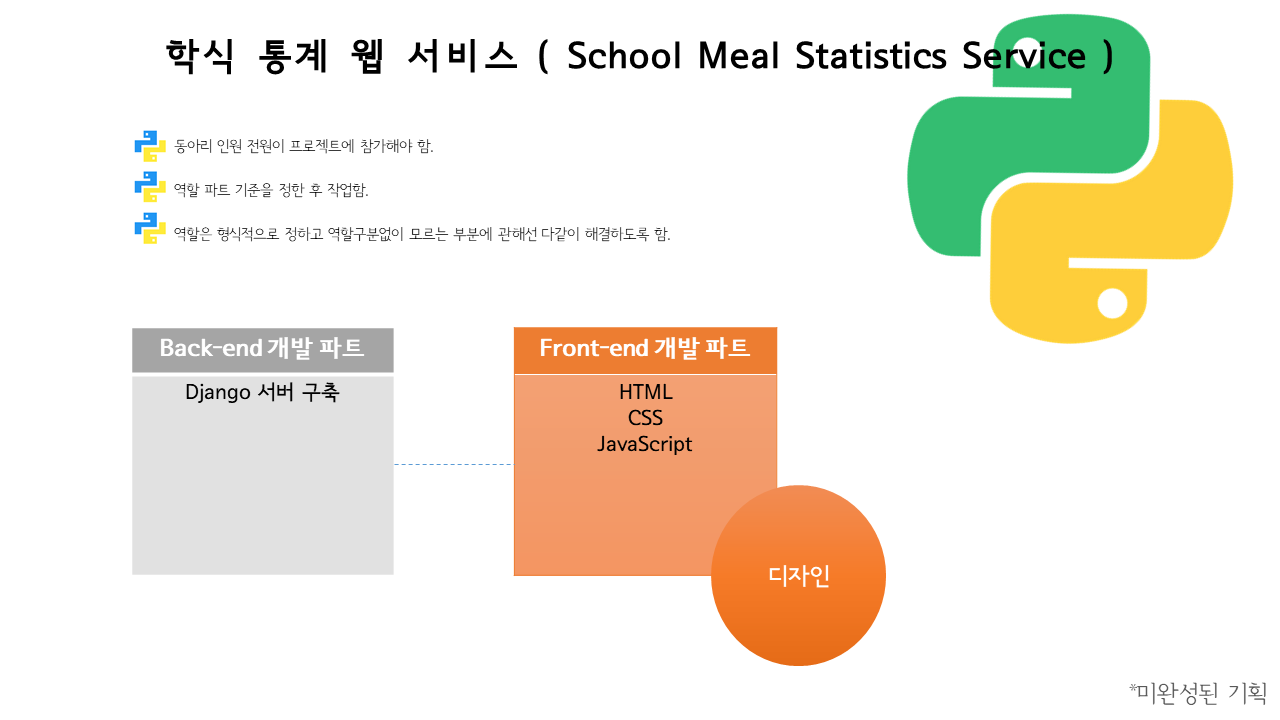 학식 통계 웹 서비스 ( School Meal Statistics Service )
동아리 인원 전원이 프로젝트에 참가해야 함.
역할 파트 기준을 정한 후 작업함.
역할은 형식적으로 정하고 역할구분없이 모르는 부분에 관해선 다같이 해결하도록 함.
Back-end 개발 파트
Django 서버 구축
Front-end 개발 파트
HTML
CSS
JavaScript
디자인
*미완성된 기획